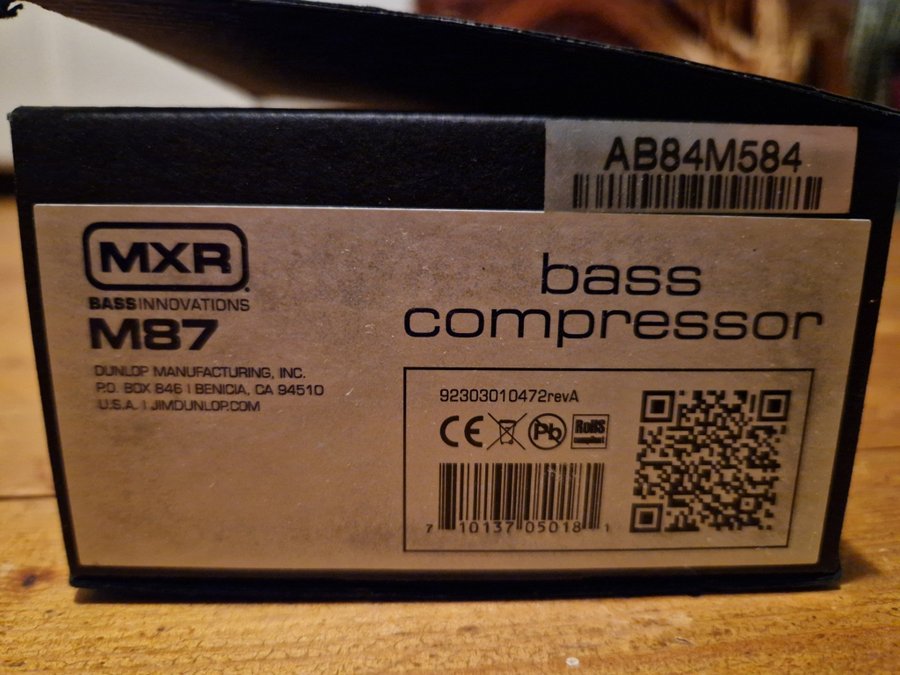 AB84M584
MXR
BASS INNOVATIONS
M87
DUNLOP MANUFACTURING, INC.
P.O. BOX 846 | BENICIA, CA 94510
U.S.A. | JIMDUNLOP.COM
bass
compressor
92303010472revA
CE Pb RoHS
compliant
7 10137 05018 1